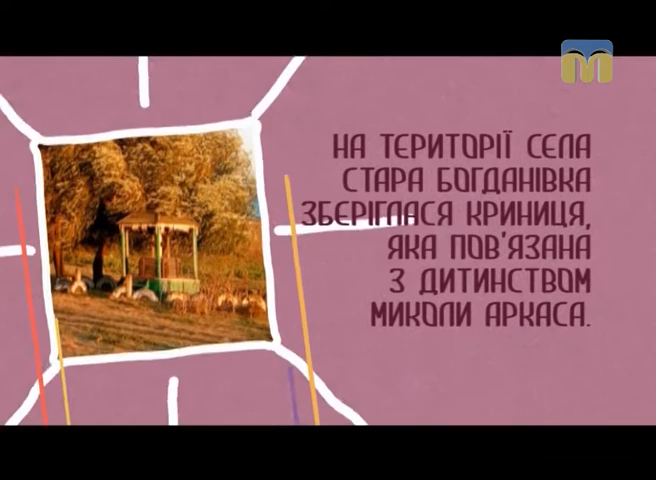 НА ТЕРИТОРІЇ СЕЛА
СТАРА БОГДАНІВКА
ЗБЕРІГЛАСЯ КРИНИЦЯ,
ЯКА ПОВ'ЯЗАНА
З ДИТИНСТВОМ
МИКОЛИ АРКАСА.